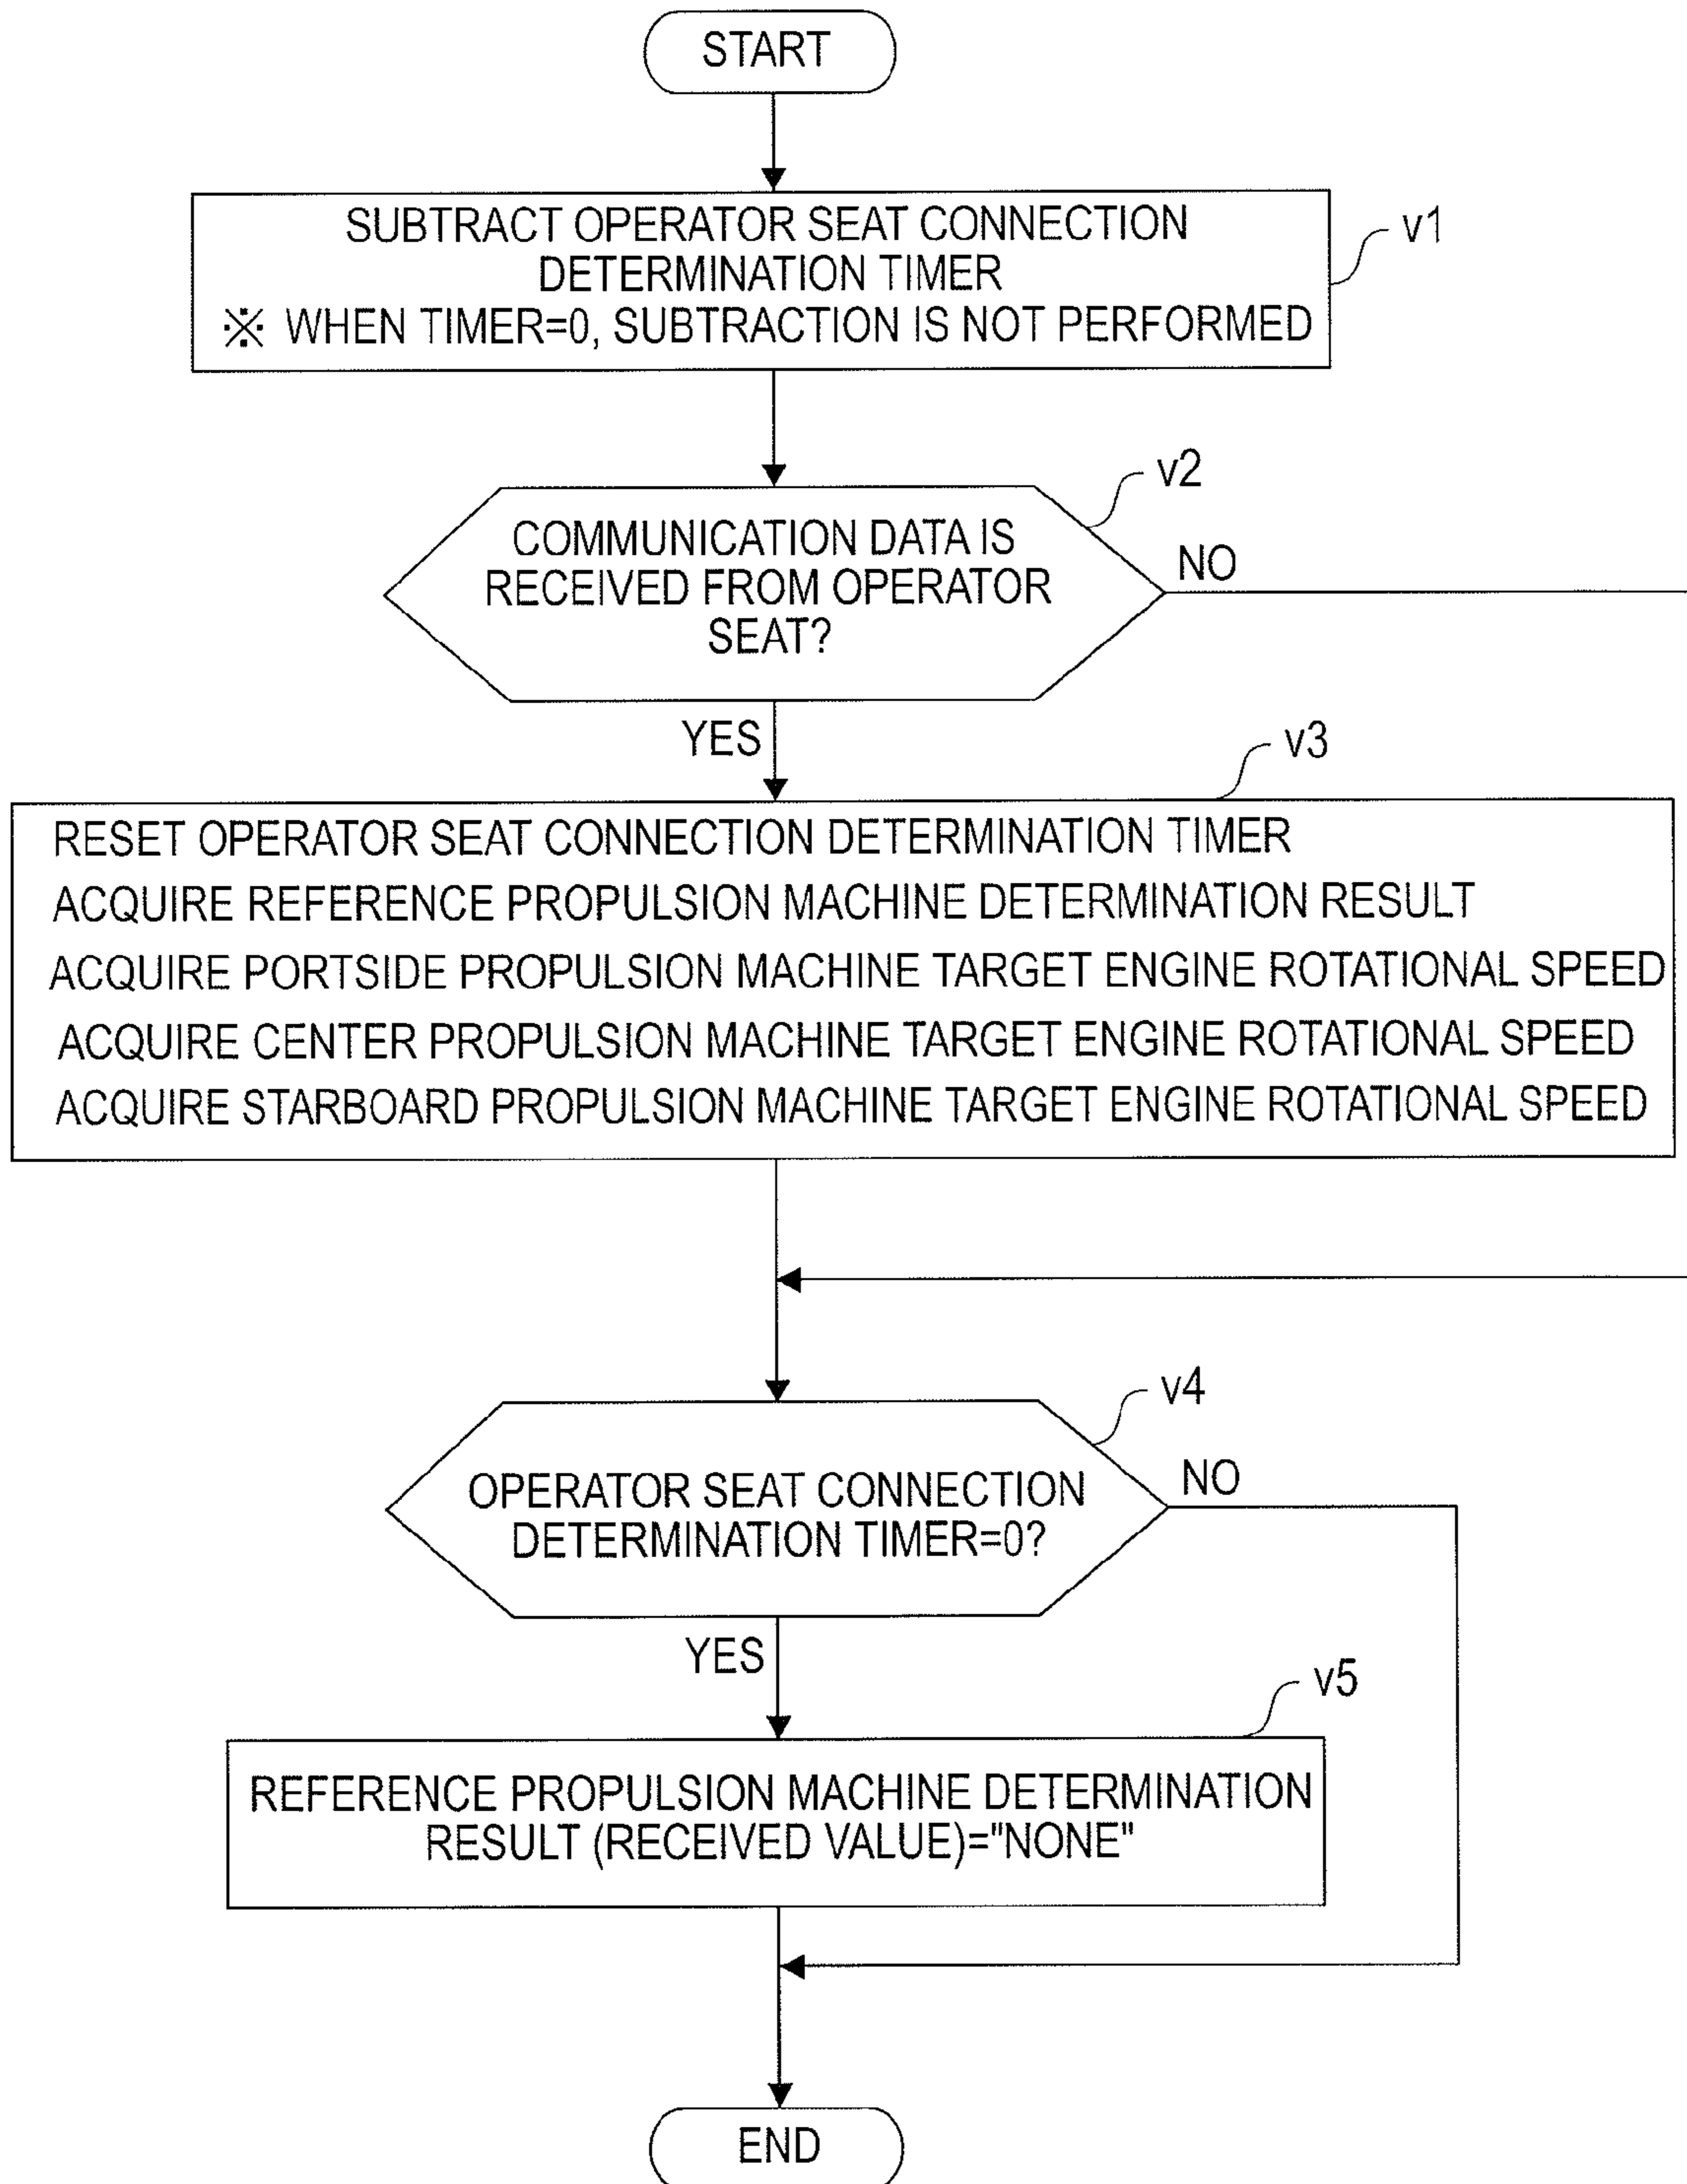 START
SUBTRACT OPERATOR SEAT CONNECTION
DETERMINATION TIMER
※ WHEN TIMER=0, SUBTRACTION IS NOT PERFORMED
v1
COMMUNICATION DATA IS
RECEIVED FROM OPERATOR
SEAT?
v2
NO
YES
v3
RESET OPERATOR SEAT CONNECTION DETERMINATION TIMER
ACQUIRE REFERENCE PROPULSION MACHINE DETERMINATION RESULT
ACQUIRE PORTSIDE PROPULSION MACHINE TARGET ENGINE ROTATIONAL SPEED
ACQUIRE CENTER PROPULSION MACHINE TARGET ENGINE ROTATIONAL SPEED
ACQUIRE STARBOARD PROPULSION MACHINE TARGET ENGINE ROTATIONAL SPEED
v4
OPERATOR SEAT CONNECTION
DETERMINATION TIMER=0?
NO
YES
v5
REFERENCE PROPULSION MACHINE DETERMINATION
RESULT (RECEIVED VALUE)="NONE"
END